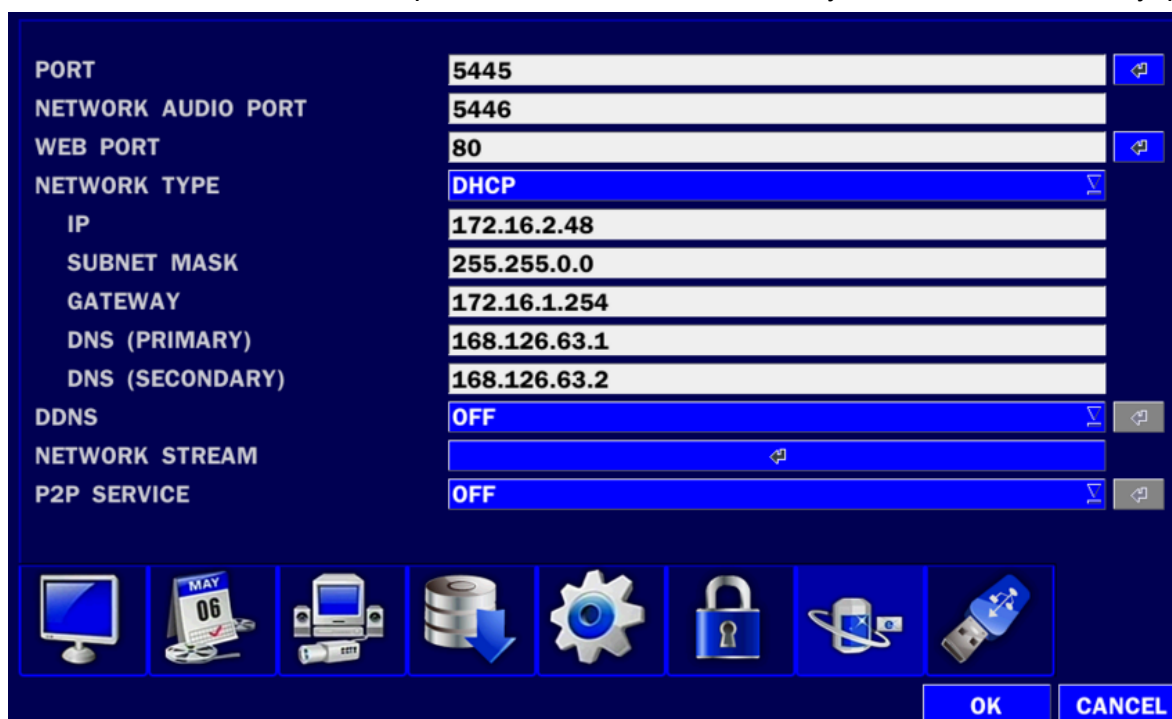 PORT 5445
NETWORK AUDIO PORT 5446
WEB PORT 80
NETWORK TYPE DHCP
IP 172.16.2.48
SUBNET MASK 255.255.0.0
GATEWAY 172.16.1.254
DNS (PRIMARY) 168.126.63.1
DNS (SECONDARY) 168.126.63.2
DDNS OFF
NETWORK STREAM
P2P SERVICE OFF
MAY
06
CCTV
e
OK CANCEL